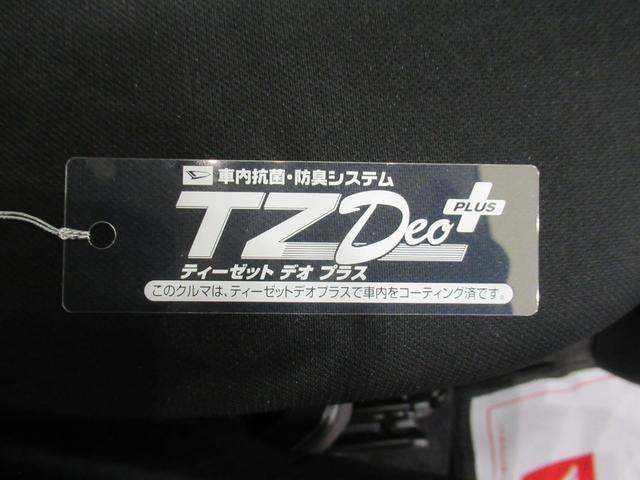 車内抗菌・防臭システム
TZ Deo PLUS
ティーゼット デオ プラス
このクルマは、ティーゼットデオプラスで車内をコーティング済です。